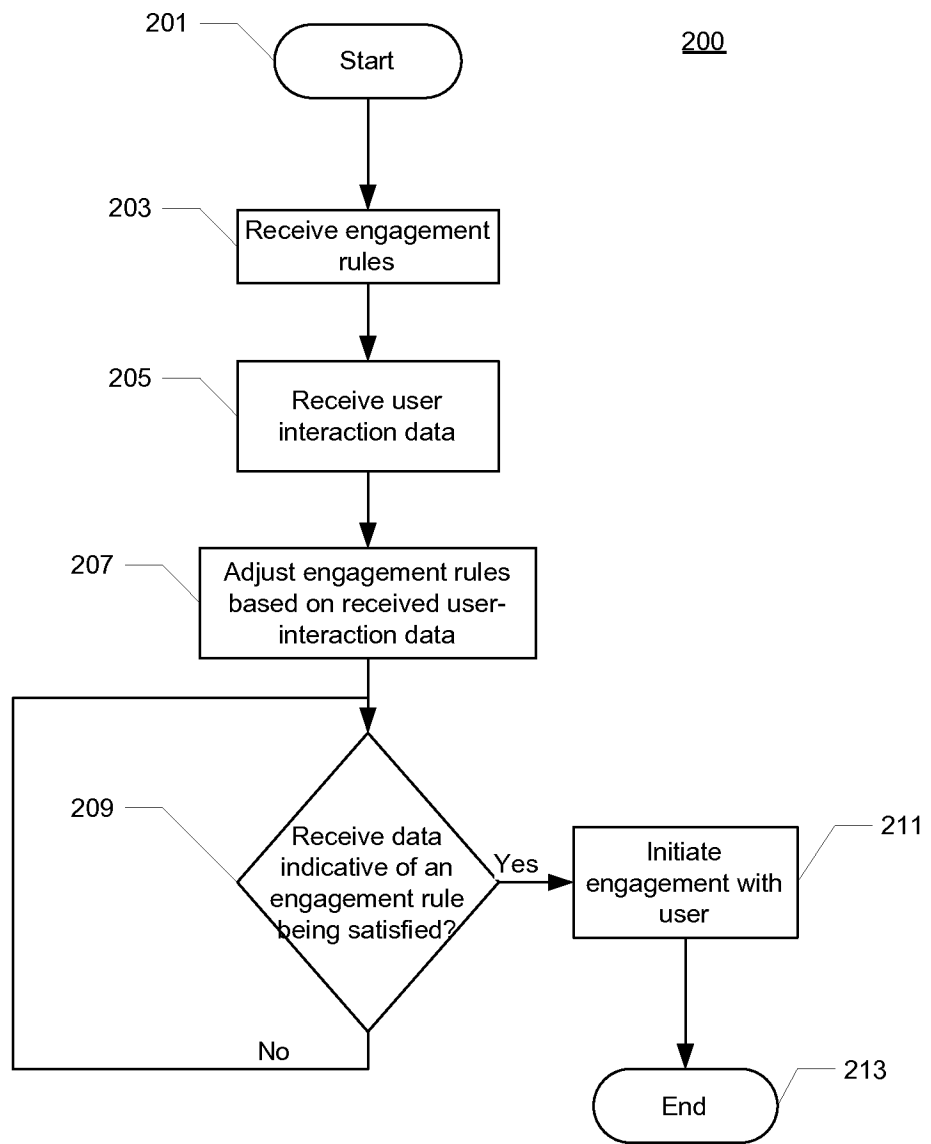 201
Start
200
203
Receive engagement
rules
205
Receive user
interaction data
207
Adjust engagement rules
based on received user-
interaction data
209
Receive data
indicative of an
engagement rule
being satisfied?
Yes
211
Initiate
engagement with
user
No
213
End